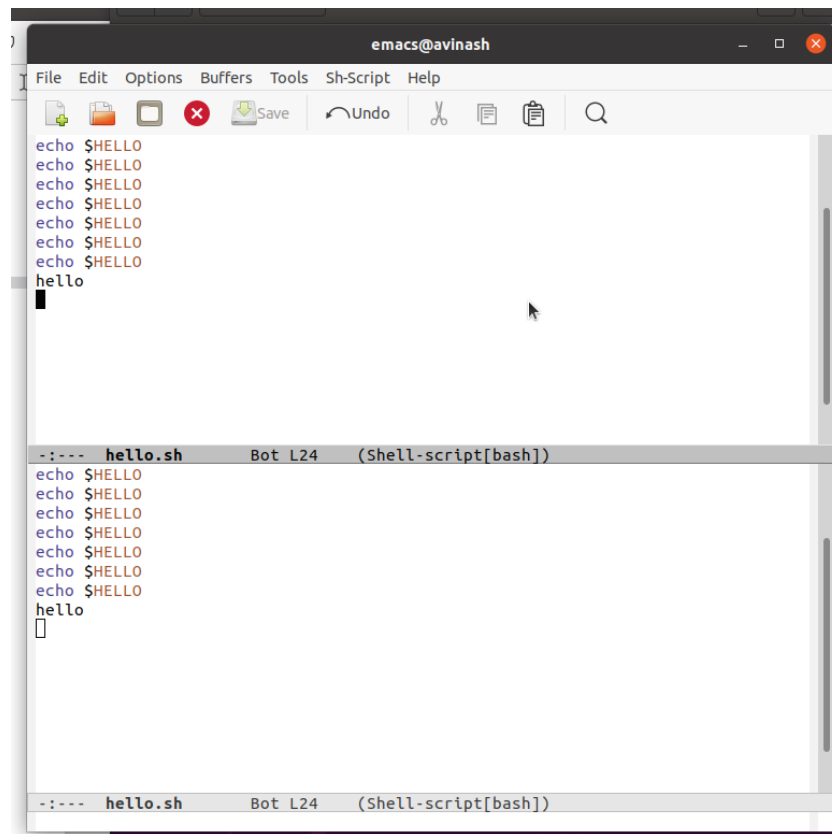 emacs@avinash
File Edit Options Buffers Tools Sh-Script Help
Save Undo
echo $HELLO
echo $HELLO
echo $HELLO
echo $HELLO
echo $HELLO
echo $HELLO
echo $HELLO
hello
-:--- hello.sh Bot L24 (Shell-script[bash])
echo $HELLO
echo $HELLO
echo $HELLO
echo $HELLO
echo $HELLO
echo $HELLO
echo $HELLO
hello
-:--- hello.sh Bot L24 (Shell-script[bash])